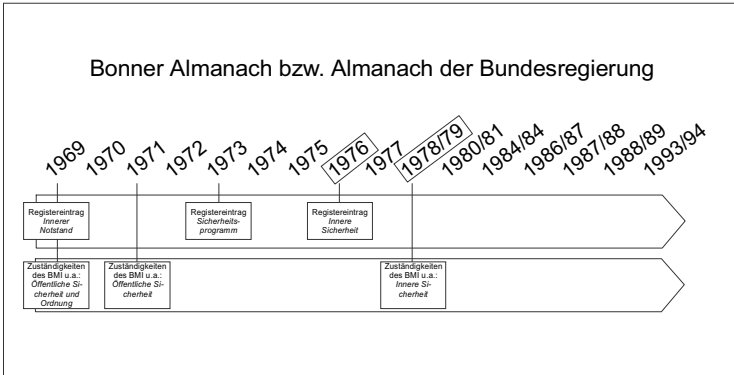 Bonner Almanach bzw. Almanach der Bundesregierung
1969
1970
1971
1972
1973
1974
1975
1976
1977
1978/79
1980/81
1984/84
1986/87
1987/88
1988/89
1993/94
Registereintrag
Innerer
Notstand
Registereintrag
Sicherheits-
programm
Registereintrag
Innere
Sicherheit
Zuständigkeiten
des BMI u.a.:
Öffentliche Si-
cherheit und
Ordnung
Zuständigkeiten
des BMI u.a.:
Öffentliche Si-
cherheit
Zuständigkeiten
des BMI u.a.:
Innere Si-
cherheit